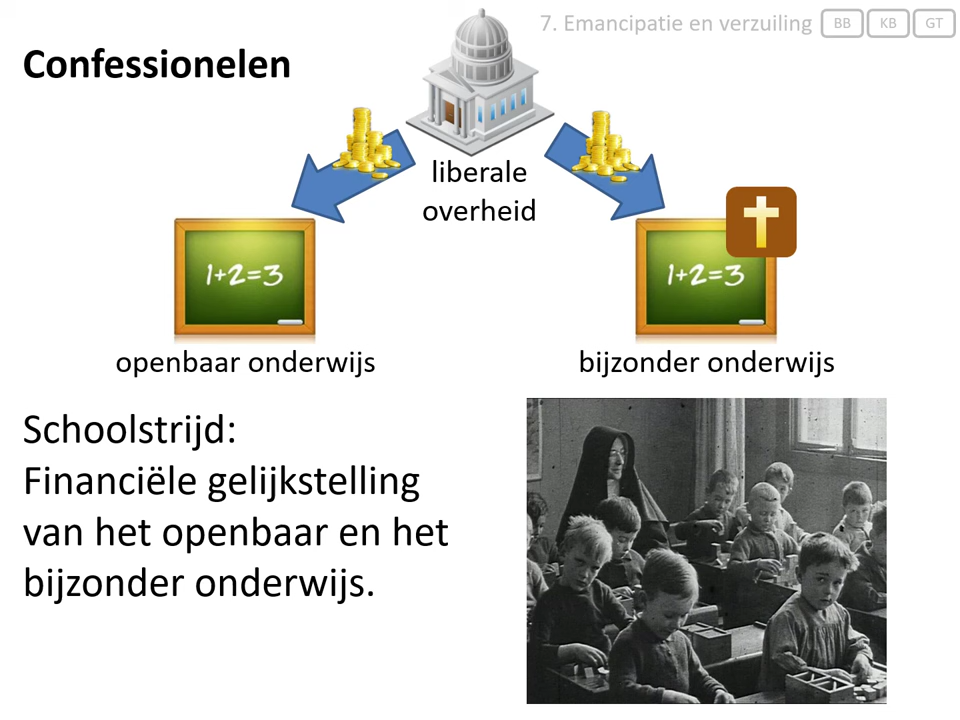 7. Emancipatie en verzuiling
BB
KB
GT
Confessionelen
liberale
overheid
1+2=3
1+2=3
openbaar onderwijs
bijzonder onderwijs
Schoolstrijd:
Financiële gelijkstelling
van het openbaar en het
bijzonder onderwijs.